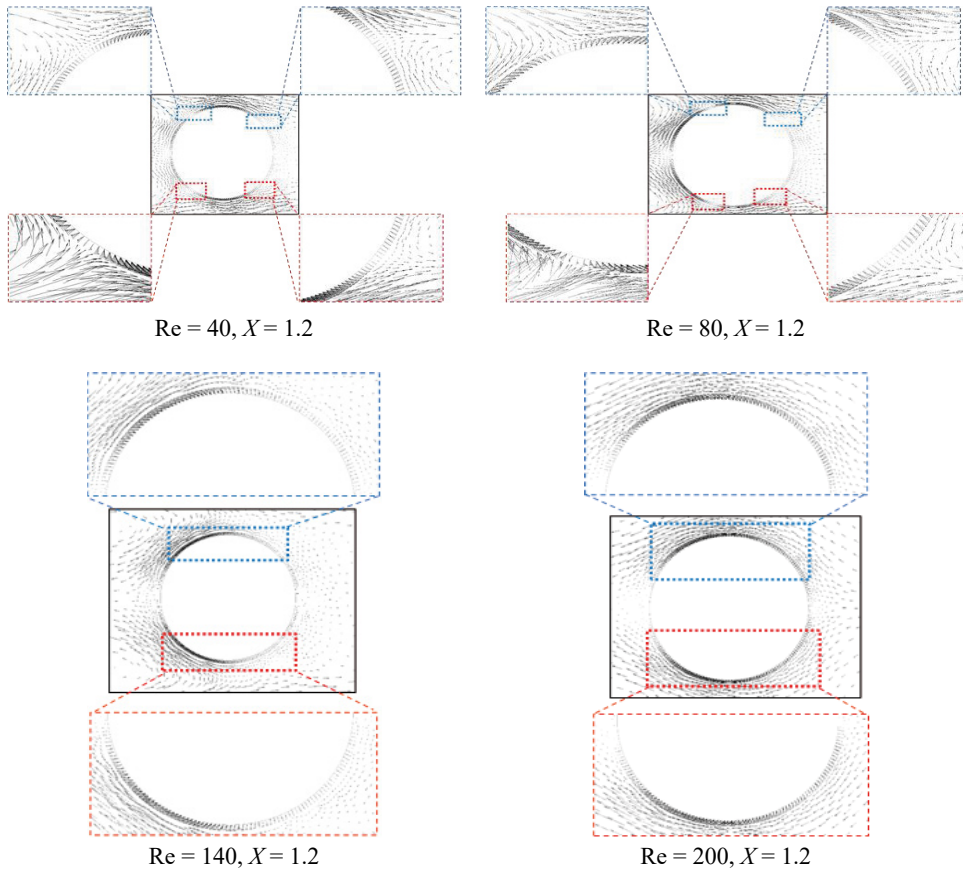 Re = 40, X = 1.2
Re = 80, X = 1.2
Re = 140, X = 1.2
Re = 200, X = 1.2